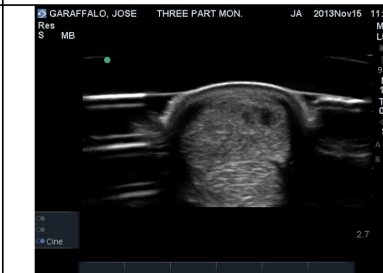 GARAFFALO, JOSE THREE PART MON. JA 2013Nov15 11:
Res
S MB
A
B
2.7
Cine